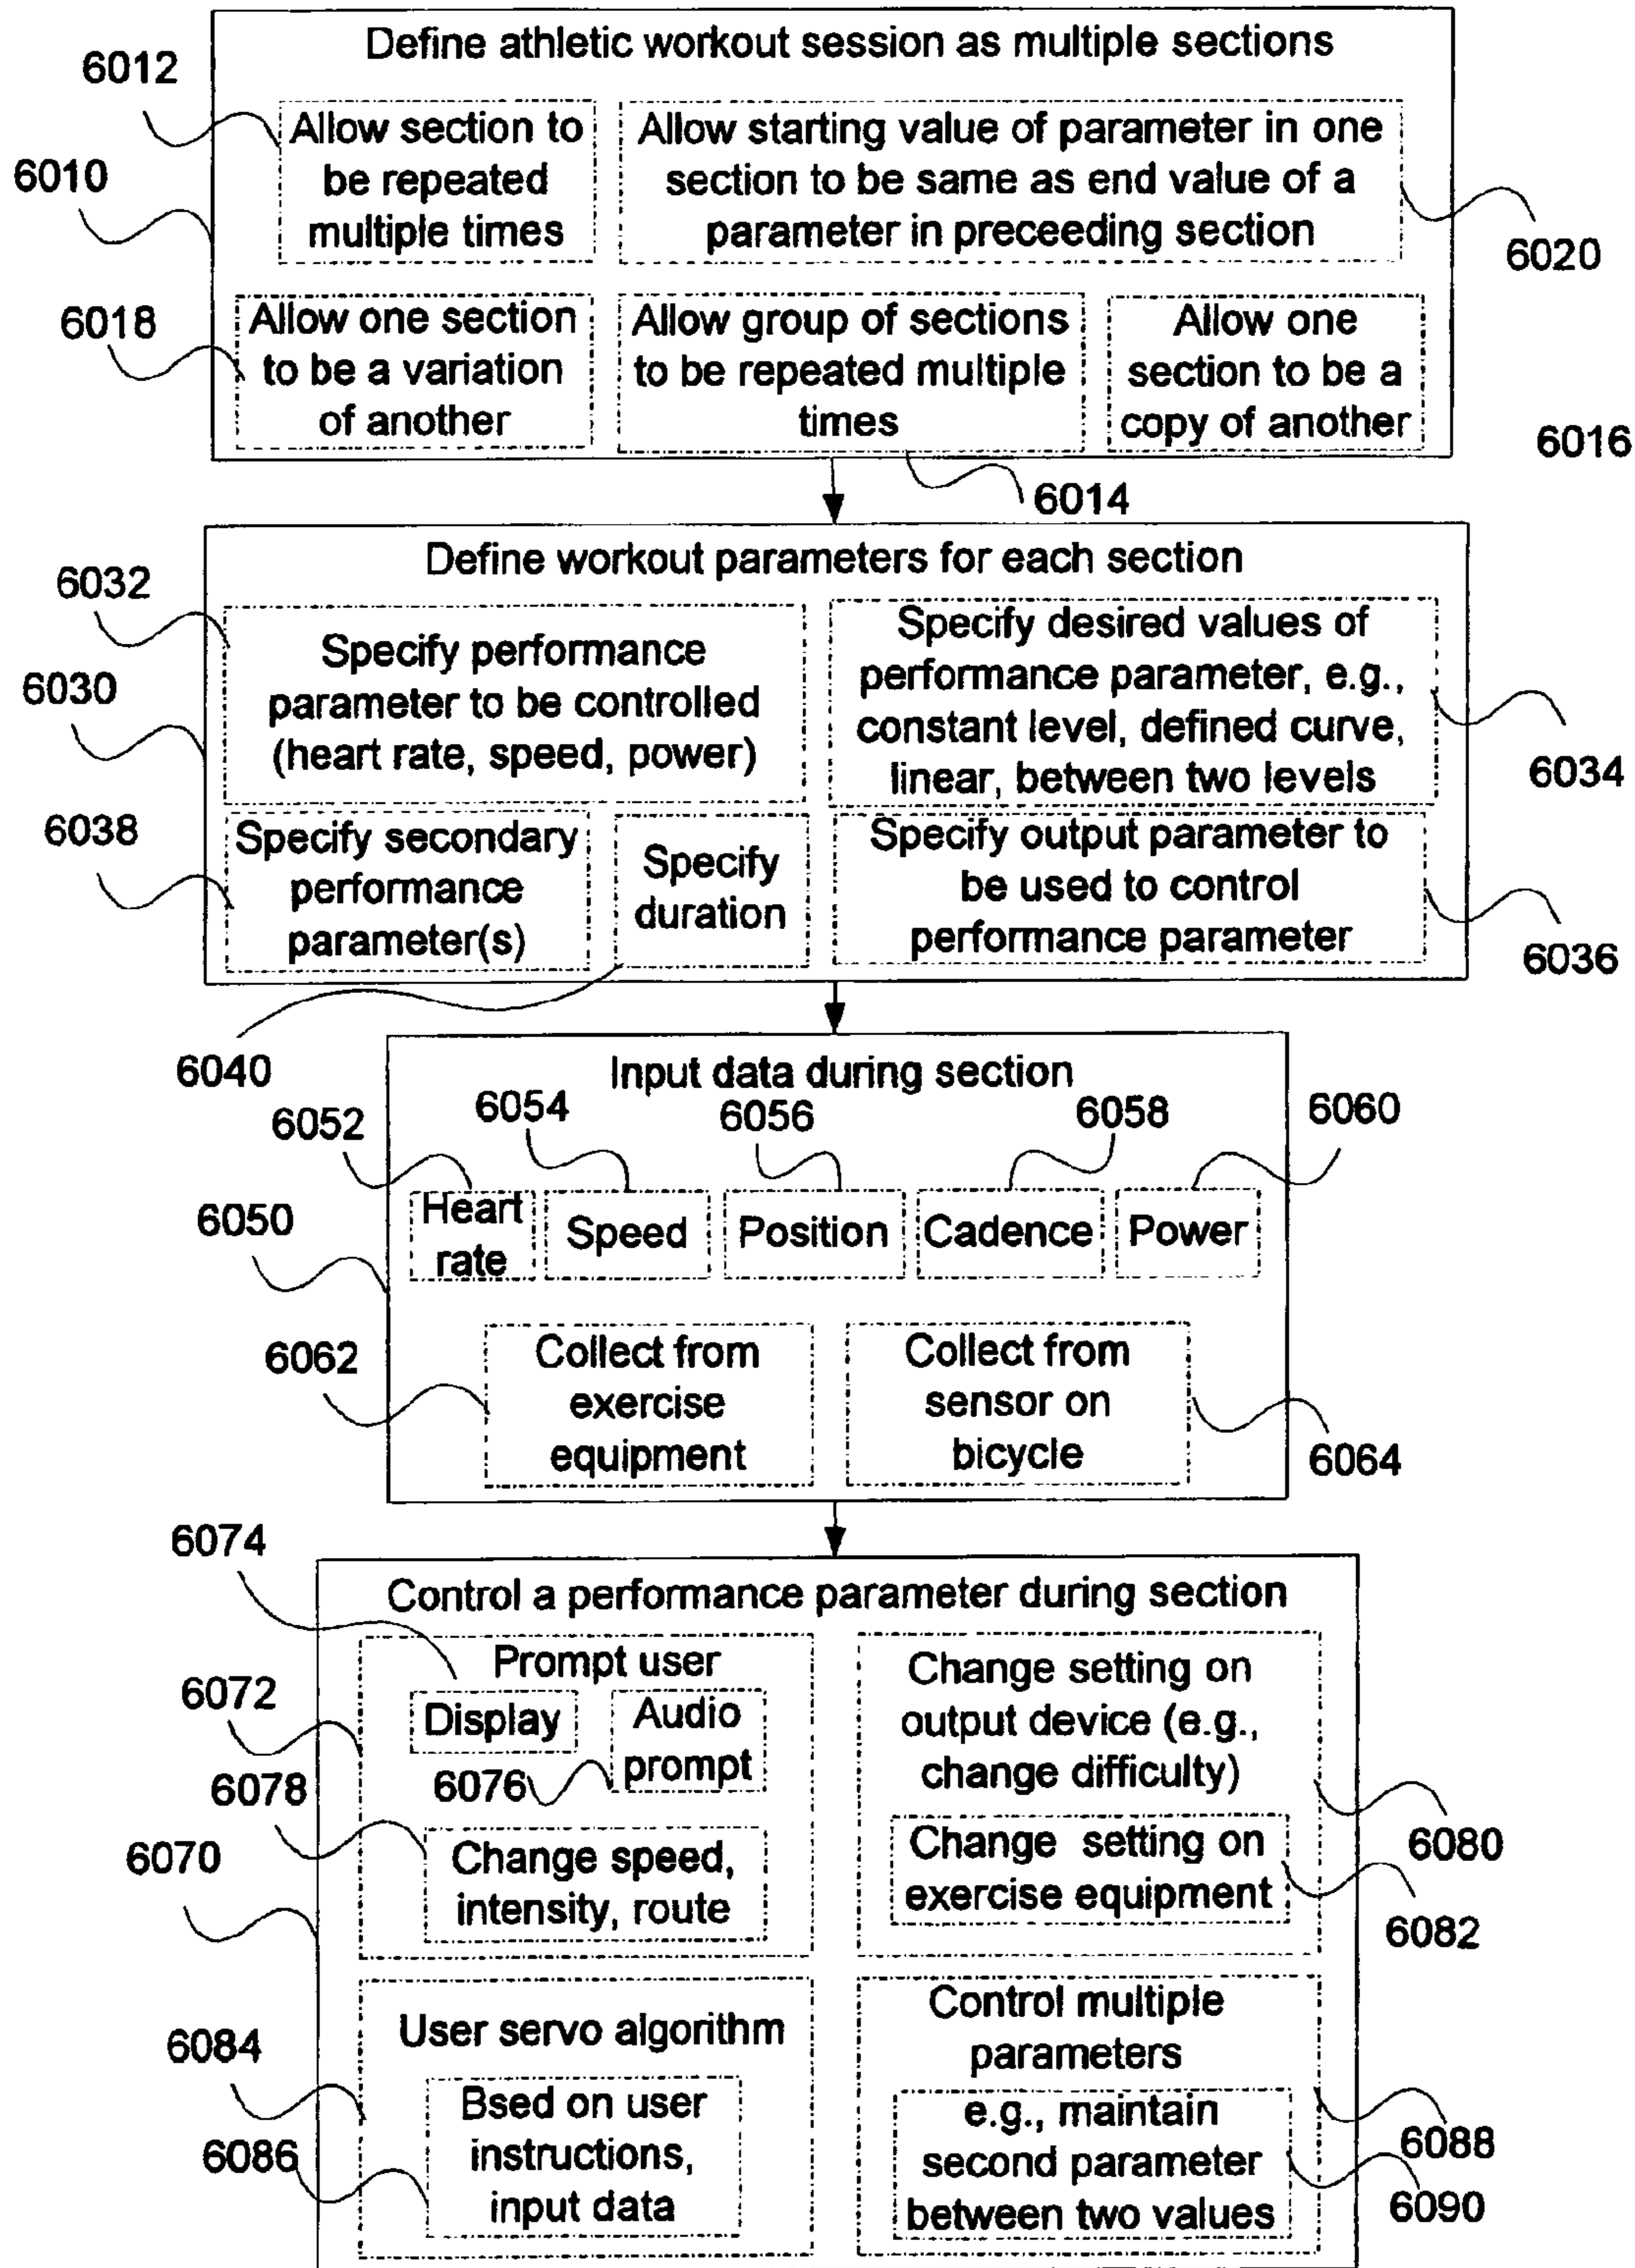 Define athletic workout session as multiple sections
6012
Allow section to
be repeated
multiple times
Allow starting value of parameter in one
section to be same as end value of a
parameter in preceeding section
6010
6020
6018
Allow one section
to be a variation
of another
Allow group of sections
to be repeated multiple
times
Allow one
section to be a
copy of another
6016
6014
Define workout parameters for each section
6032
Specify performance
parameter to be controlled
(heart rate, speed, power)
Specify desired values of
performance parameter, e.g.,
constant level, defined curve,
linear, between two levels
6030
6034
6038
Specify secondary
performance
parameter(s)
Specify
duration
Specify output parameter to
be used to control
performance parameter
6036
6040
Input data during section
6052
6054
6056
6058
6060
6050
Heart
rate
Speed
Position
Cadence
Power
6062
Collect from
exercise
equipment
Collect from
sensor on
bicycle
6064
6074
Control a performance parameter during section
6072
Prompt user
Display
Audio
prompt
6076
6078
Change speed,
intensity, route
6070
Change setting on
output device (e.g.,
change difficulty)
6080
Change setting on
exercise equipment
6082
6084
User servo algorithm
6086
Bsed on user
instructions,
input data
Control multiple
parameters
6088
e.g., maintain
second parameter
between two values
6090